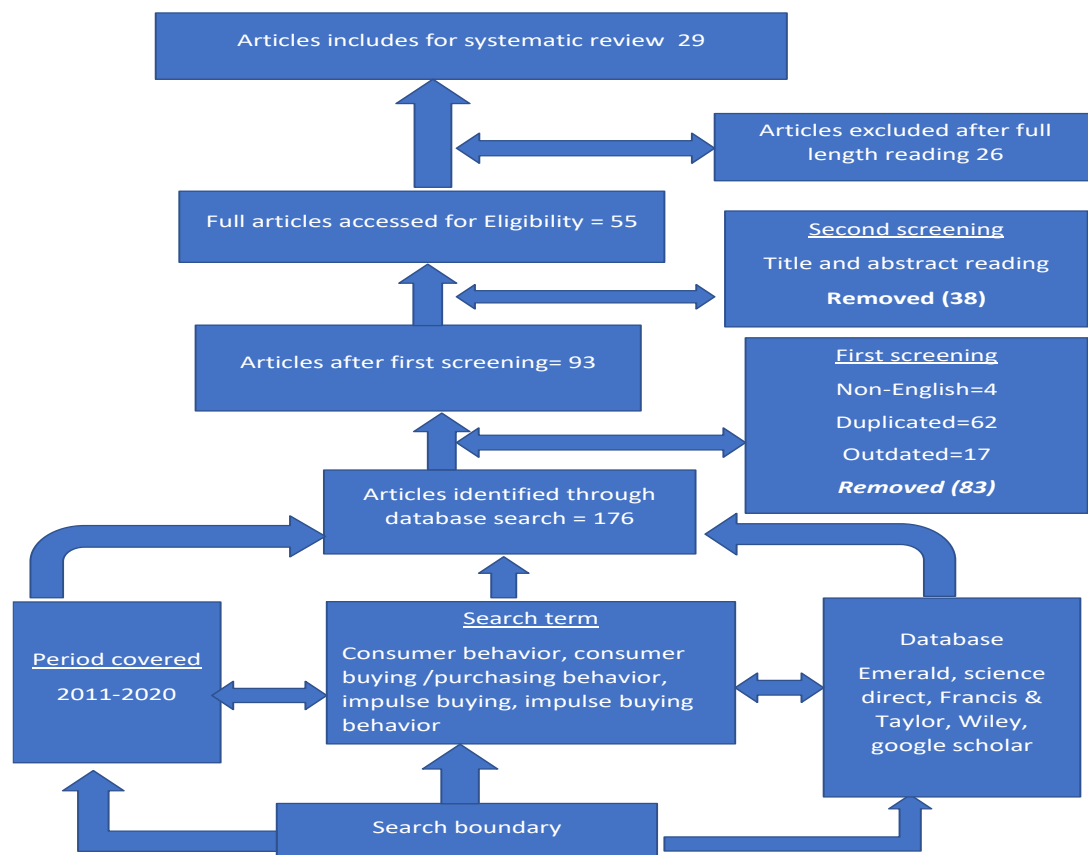 Articles includes for systematic review 29
Articles excluded after full
length reading 26
Full articles accessed for Eligibility = 55
Second screening
Title and abstract reading
Removed (38)
Articles after first screening= 93
First screening
Non-English=4
Duplicated=62
Outdated=17
Removed (83)
Articles identified through
database search = 176
Period covered
2011-2020
Search term
Consumer behavior, consumer
buying /purchasing behavior,
impulse buying, impulse buying
behavior
Database
Emerald, science
direct, Francis &
Taylor, Wiley,
google scholar
Search boundary